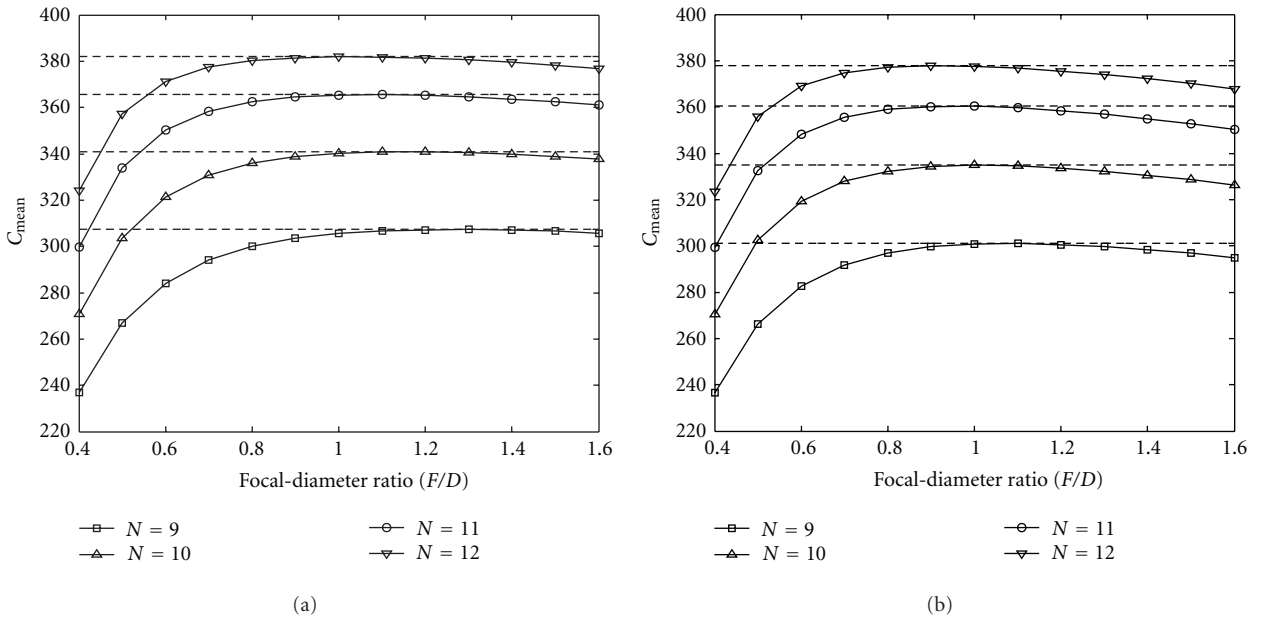 400
380
360
340
320
300
280
260
240
220
C_mean
0.4 0.6 0.8 1 1.2 1.4 1.6
Focal-diameter ratio (F/D)
N = 9
N = 10
N = 11
N = 12
(a)
400
380
360
340
320
300
280
260
240
220
C_mean
0.4 0.6 0.8 1 1.2 1.4 1.6
Focal-diameter ratio (F/D)
N = 9
N = 10
N = 11
N = 12
(b)